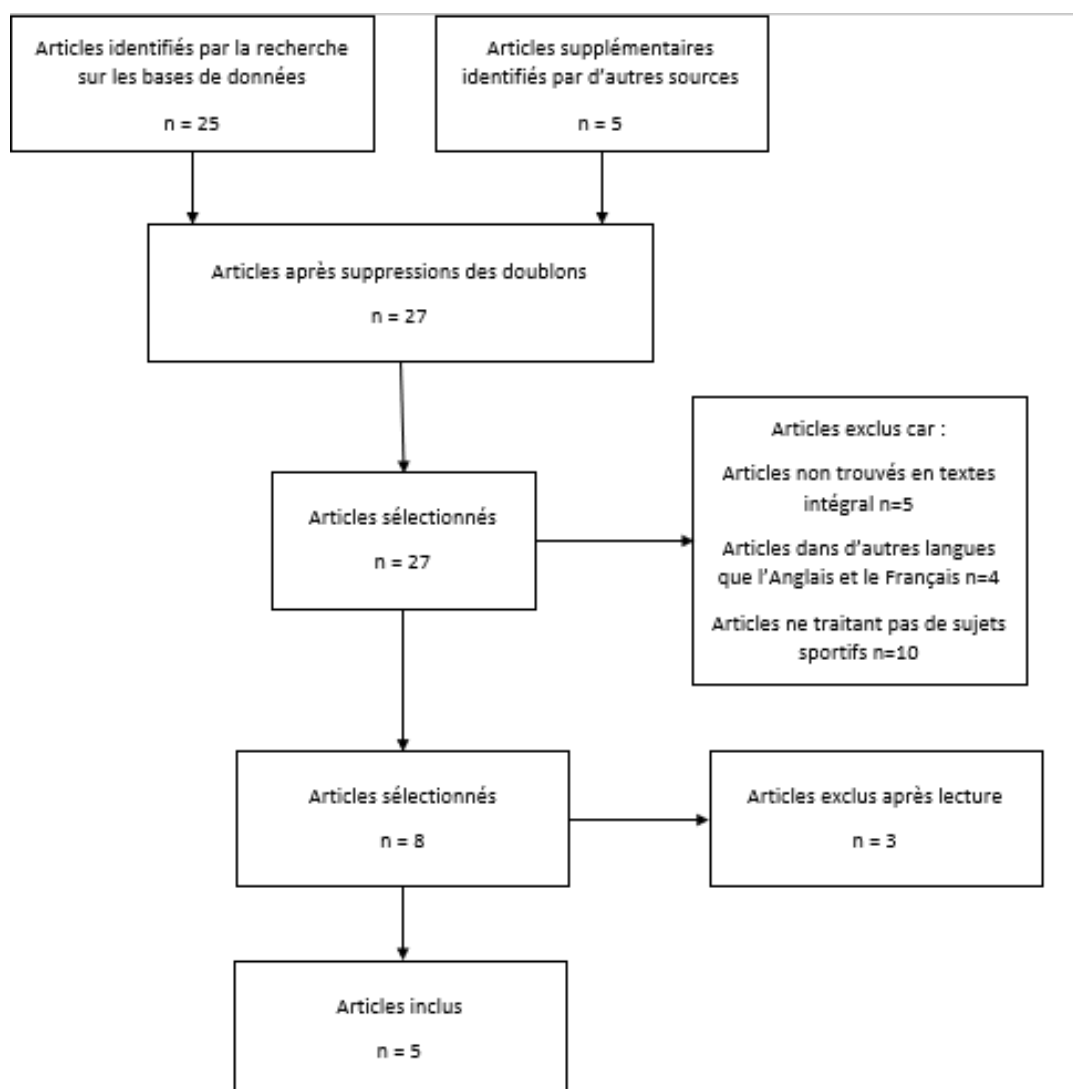 Articles identifiés par la recherche
sur les bases de données
n = 25
Articles supplémentaires
identifiés par d'autres sources
n = 5
Articles après suppressions des doublons
n = 27
Articles sélectionnés
n = 27
Articles exclus car :
Articles non trouvés en textes
intégral n=5
Articles dans d'autres langues
que l'Anglais et le Français n=4
Articles ne traitant pas de sujets
sportifs n=10
Articles sélectionnés
n = 8
Articles exclus après lecture
n = 3
Articles inclus
n = 5